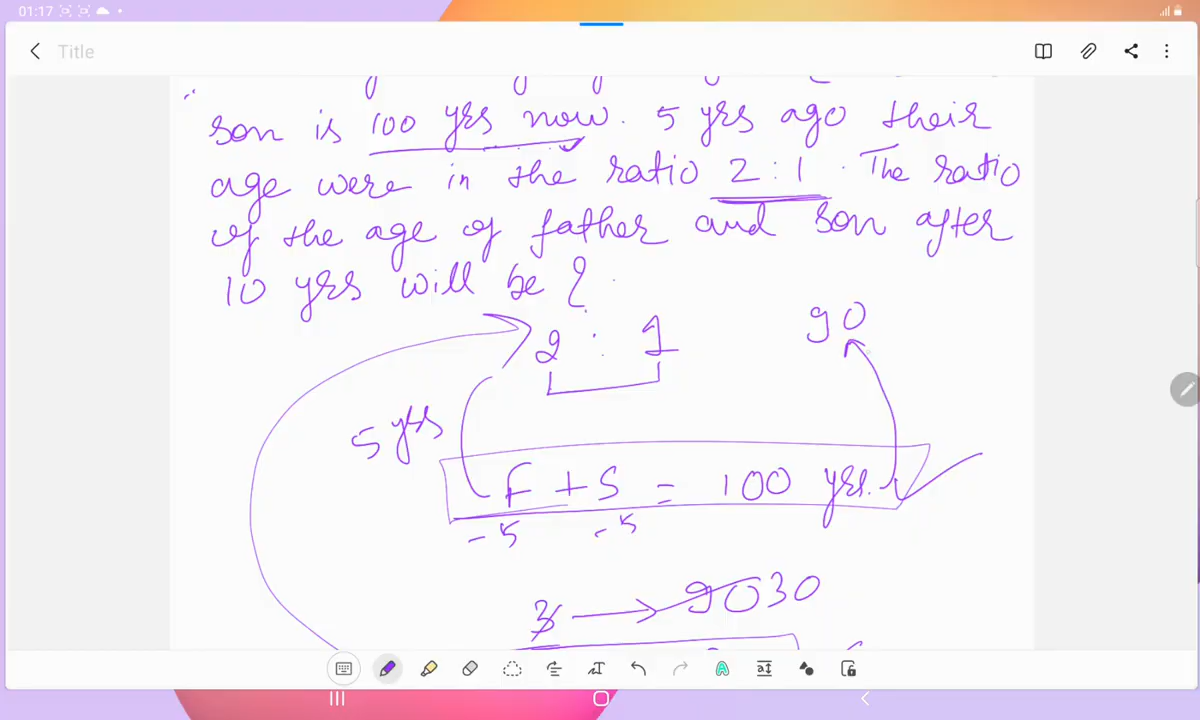 01:17
Title
son is 100 yrs now. 5 yrs ago their
age were in the ratio 2 : 1 . The ratio
of the age of father and son after
10 yrs will be ?
2 : 1
90
5 yrs
F + S = 100 yrs.
-5 -5
3 → 90 30